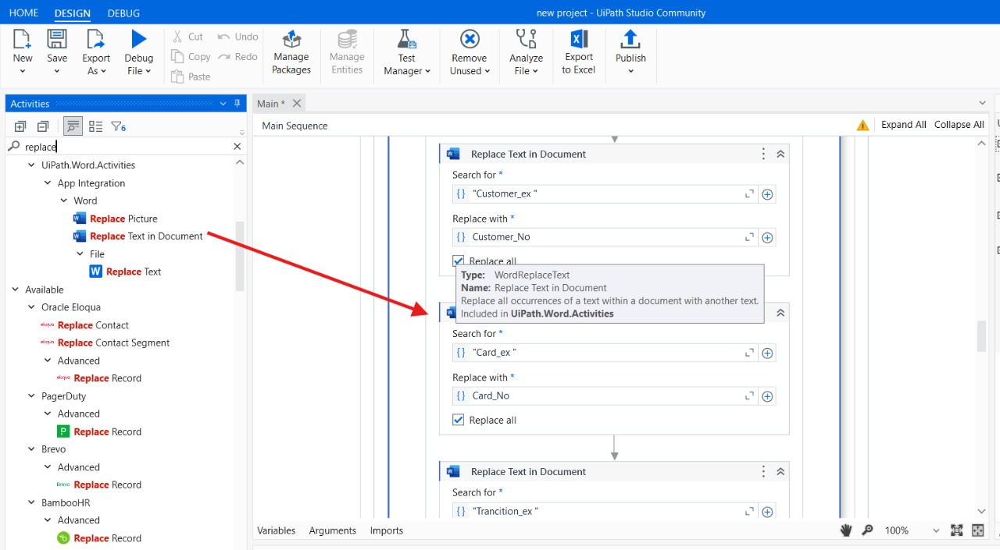 HOME DESIGN DEBUG
new project - UiPath Studio Community
New
Save
Export As
Debug File
Cut
Copy
Paste
Undo
Redo
Manage Packages
Manage Entities
Test Manager
Remove Unused
Analyze File
Export to Excel
Publish
Activities
6
replace
UiPath.Word.Activities
App Integration
Word
Replace Picture
Replace Text in Document
File
Replace Text
Available
Oracle Eloqua
eloqua Replace Contact
eloqua Replace Contact Segment
Advanced
eloqua Replace Record
PagerDuty
Advanced
P Replace Record
Brevo
Advanced
Brevo Replace Record
BambooHR
Advanced
Replace Record
Main *
Main Sequence
Expand All Collapse All
Replace Text in Document
Search for *
{} "Customer_ex "
Replace with *
{} Customer_No
Replace all
Type: WordReplaceText
Name: Replace Text in Document
Replace all occurrences of a text within a document with another text.
Included in UiPath.Word.Activities
Search for *
{} "Card_ex "
Replace with *
{} Card_No
Replace all
Replace Text in Document
Search for *
{} "Trancition_ex "
Variables Arguments Imports
100%